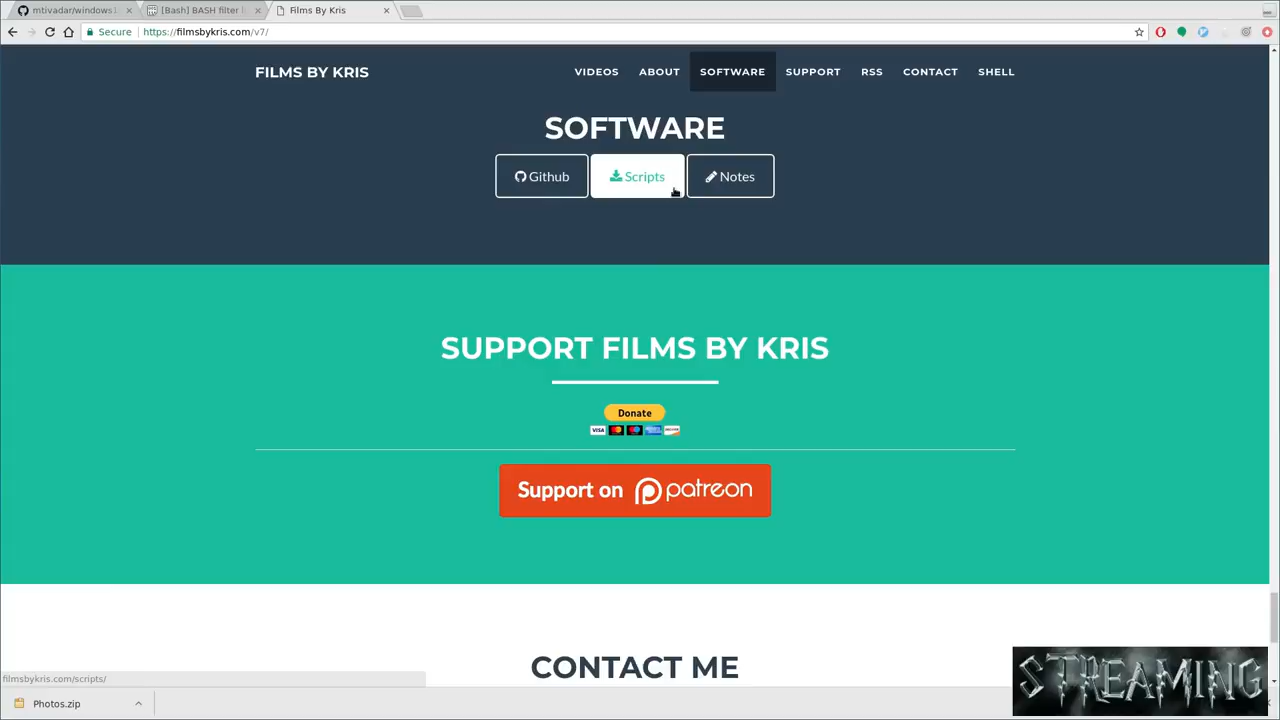 mtivadar/windows
[Bash] BASH filter
Films By Kris
Secure
https://filmsbykris.com/v7/
FILMS BY KRIS
VIDEOS ABOUT SOFTWARE SUPPORT RSS CONTACT SHELL
SOFTWARE
Github Scripts Notes
SUPPORT FILMS BY KRIS
Donate
VISA
Support on patreon
CONTACT ME
STREAMING
filmsbykris.com/scripts/
Photos.zip